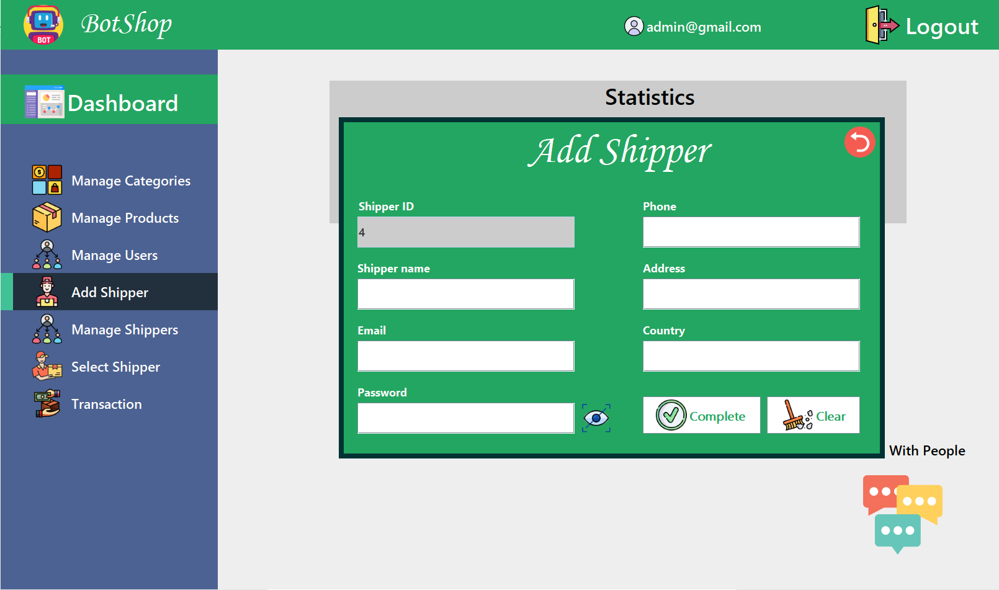 BotShop
BOT
admin@gmail.com
Logout
Dashboard
Manage Categories
Manage Products
Manage Users
Add Shipper
Manage Shippers
Select Shipper
Transaction
Statistics
Add Shipper
Shipper ID
4
Phone
Shipper name
Address
Email
Country
Password
Complete
Clear
With People